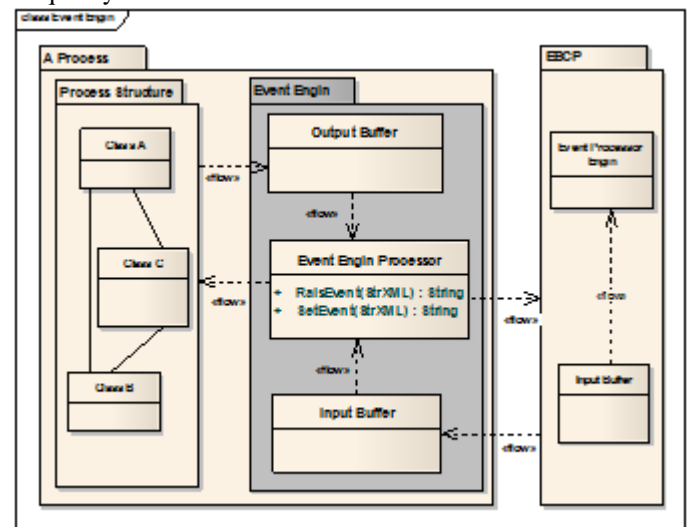 class Event Engin
A Process
EBCP
Process Structure
Event Engin
Class A
Output Buffer
Event Processor
Engin
«flow»
«flow»
Class C
Event Engin Processor
+ RaisEvent(StrXML) : String
+ SetEvent(StrXML) : String
«flow»
«flow»
«flow»
«flow»
Class B
Input Buffer
Input Buffer
«flow»